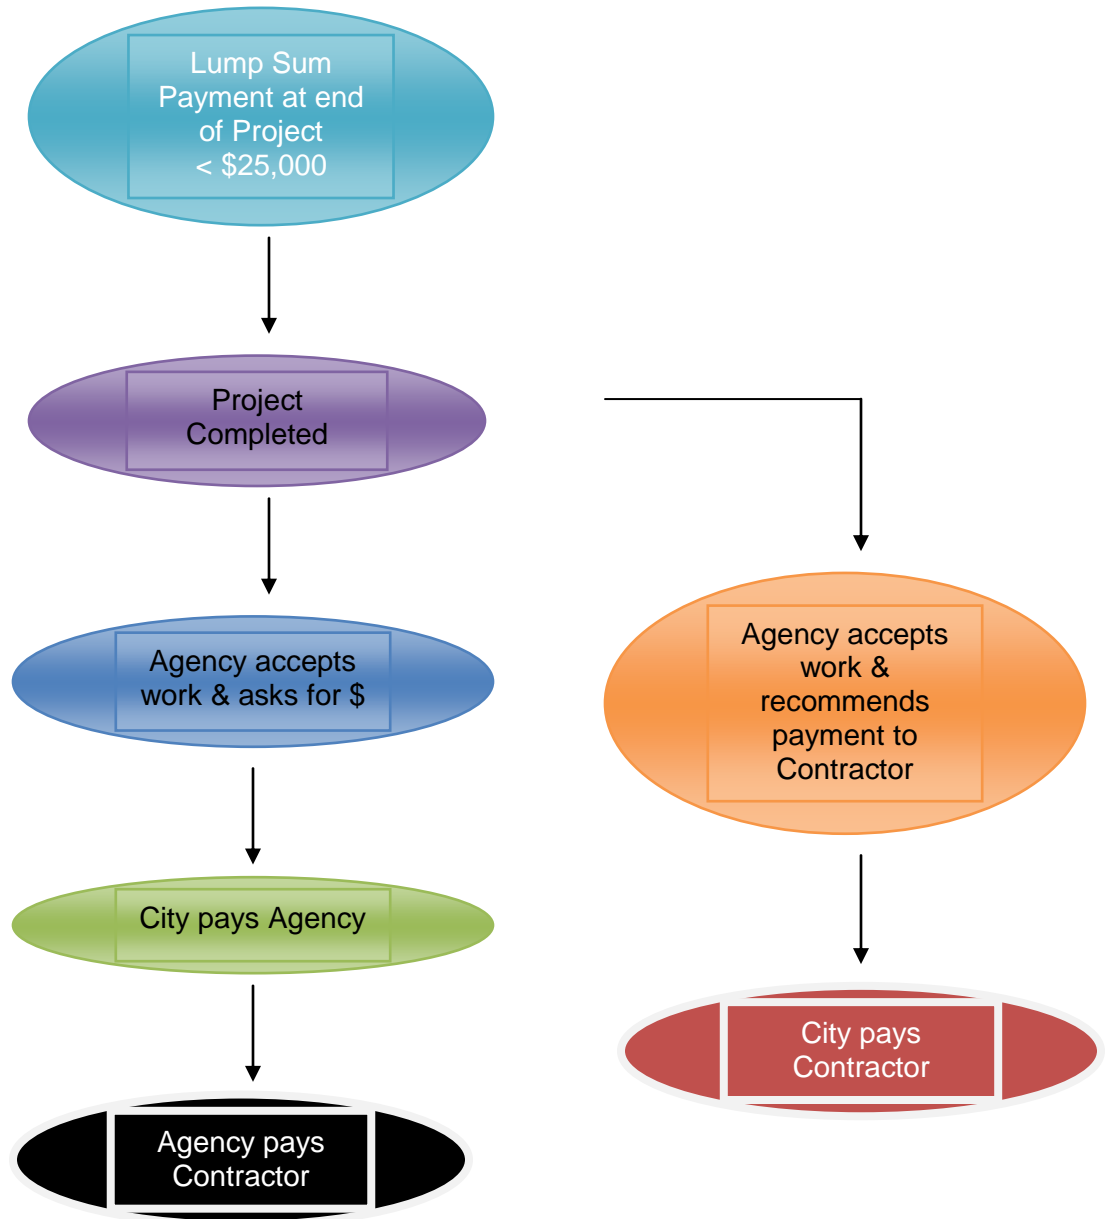 Lump Sum
Payment at end
of Project
< $25,000
Project
Completed
Agency accepts
work & asks for $
City pays Agency
Agency pays
Contractor
Agency accepts
work &
recommends
payment to
Contractor
City pays
Contractor